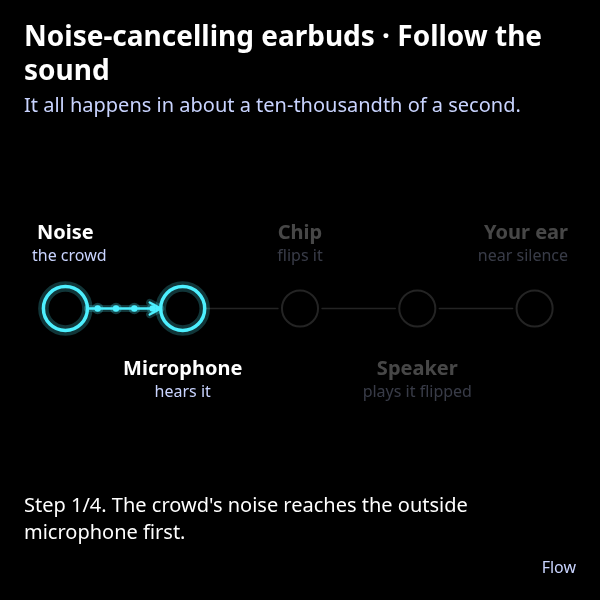 Noise-cancelling earbuds · Follow the
sound
It all happens in about a ten-thousandth of a second.
Noise
the crowd
Chip
flips it
Your ear
near silence
Microphone
hears it
Speaker
plays it flipped
Step 1/4. The crowd's noise reaches the outside
microphone first.
Flow